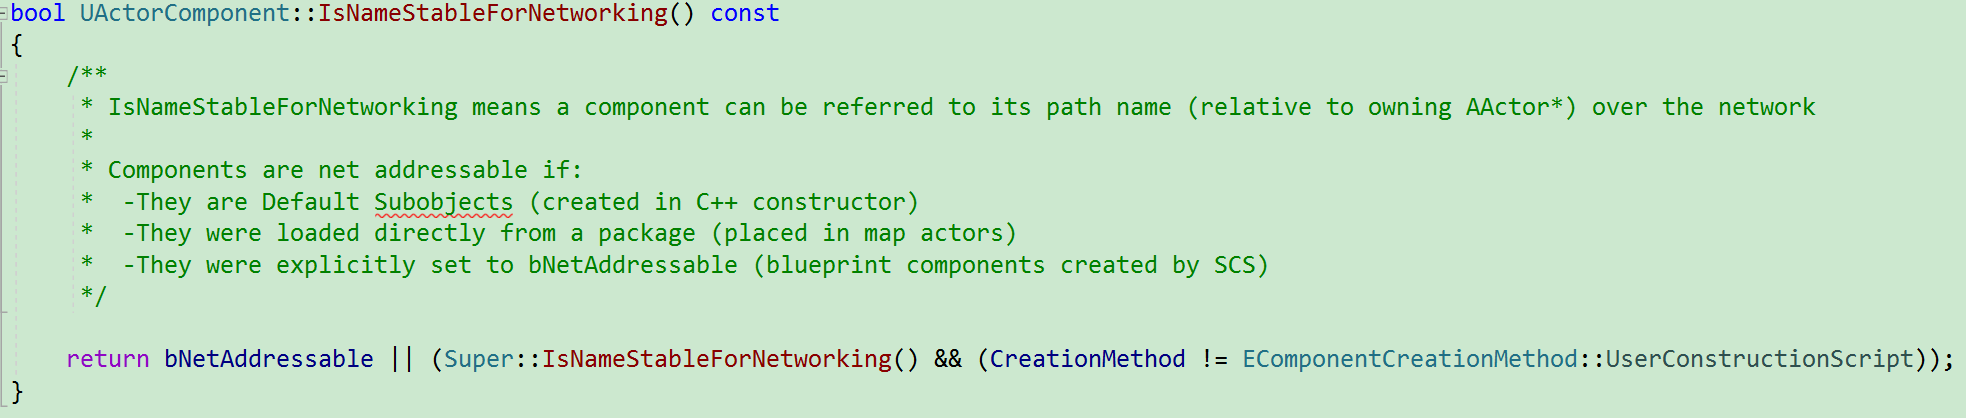 bool UActorComponent::IsNameStableForNetworking() const
{
    /**
     * IsNameStableForNetworking means a component can be referred to its path name (relative to owning AActor*) over the network
     *
     * Components are net addressable if:
     *  -They are Default Subobjects (created in C++ constructor)
     *  -They were loaded directly from a package (placed in map actors)
     *  -They were explicitly set to bNetAddressable (blueprint components created by SCS)
     */
    return bNetAddressable || (Super::IsNameStableForNetworking() && (CreationMethod != EComponentCreationMethod::UserConstructionScript));
}